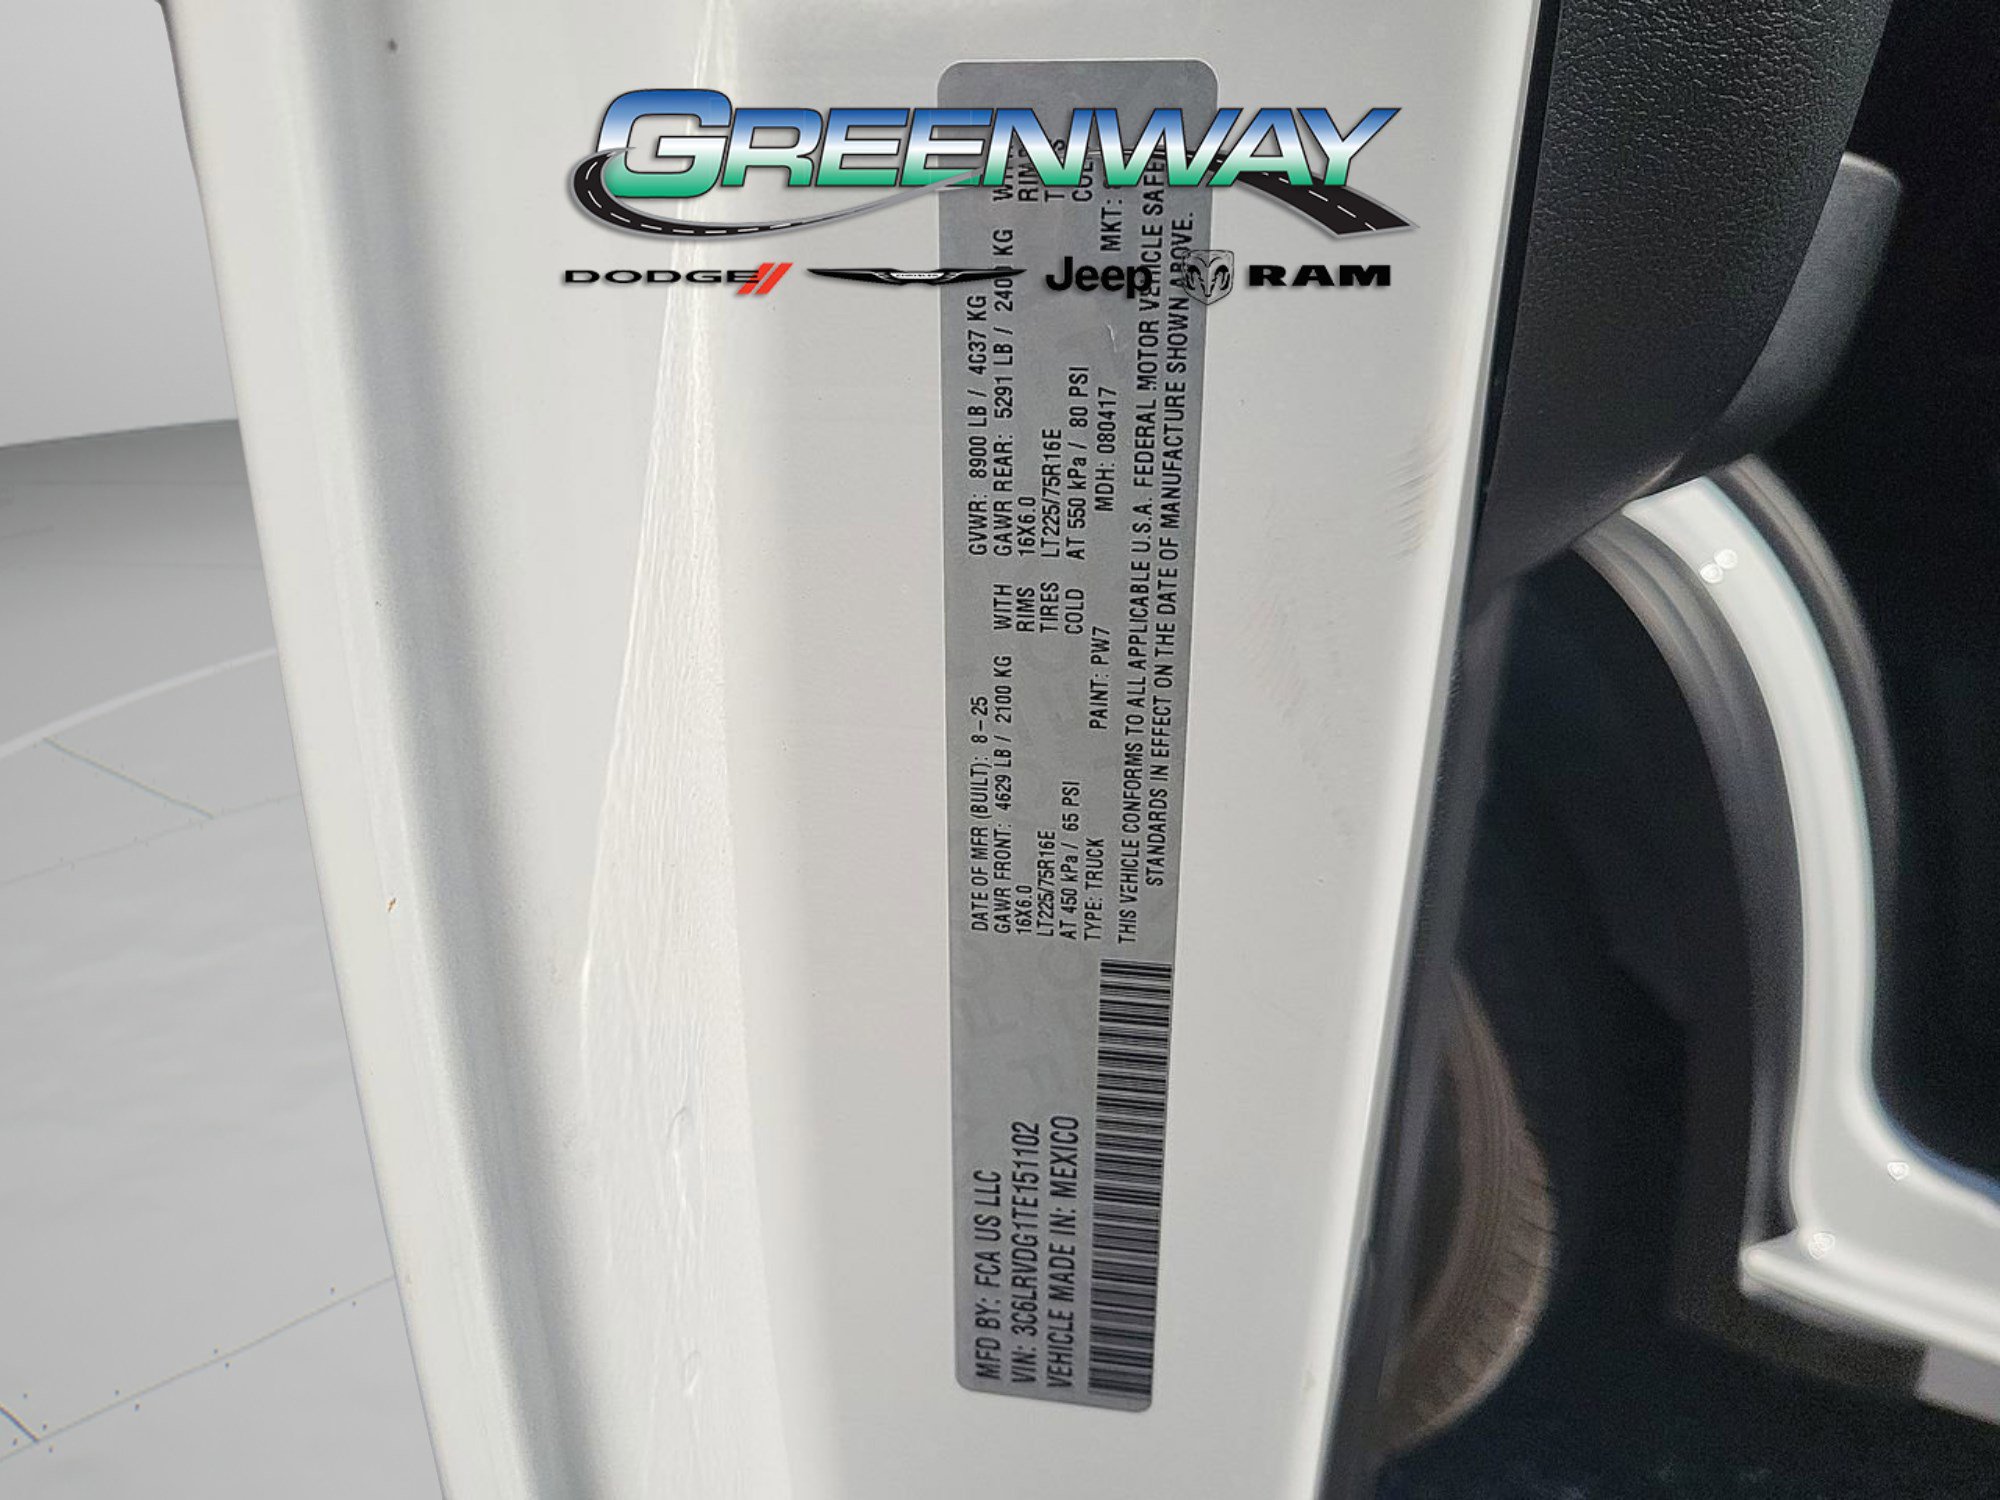 GREENWAY
DODGE
CHRYSLER
Jeep
RAM
MFD BY: FCA US LLC
VIN: 3C6LRVDG1TE151102
VEHICLE MADE IN: MEXICO
DATE OF MFR (BUILT): 8-25 GVWR: 8900 LB / 4037 KG
GAWR FRONT: 4629 LB / 2100 KG WITH GAWR REAR: 5291 LB / 2400 KG
16X6.0 RIMS 16X6.0
LT225/75R16E TIRES LT225/75R16E
AT 450 kPa / 65 PSI COLD AT 550 kPa / 80 PSI
TYPE: TRUCK PAINT: PW7 MDH: 080417 MKT:
THIS VEHICLE CONFORMS TO ALL APPLICABLE U.S.A. FEDERAL MOTOR VEHICLE
STANDARDS IN EFFECT ON THE DATE OF MANUFACTURE SHOWN ABOVE.